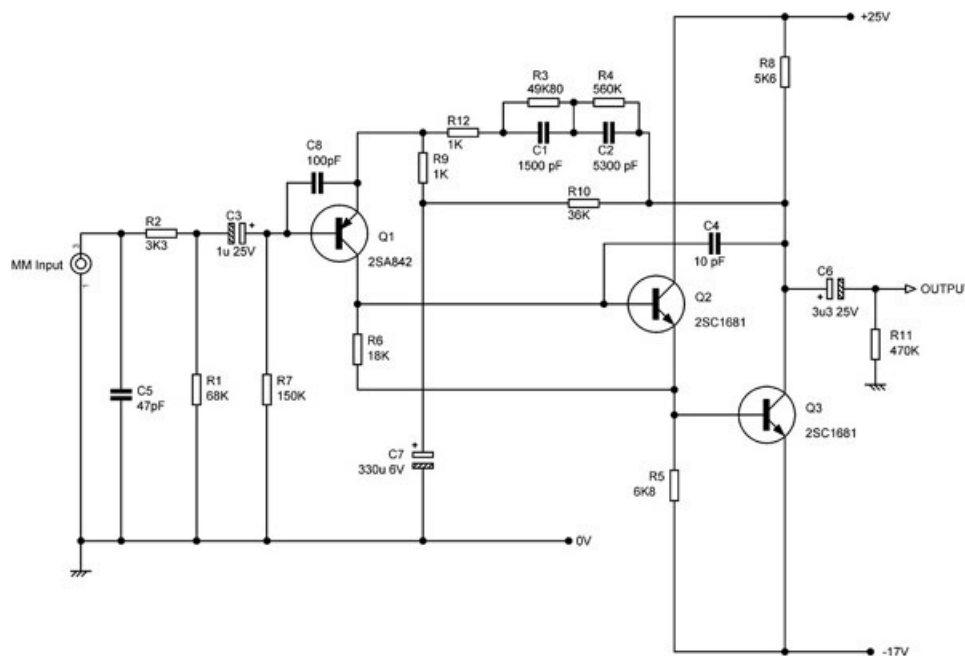 +25V
R8
5K6
R3
49K80
R4
560K
R12
1K
C1
1500 pF
C2
5300 pF
C8
100pF
R9
1K
R10
36K
R2
3K3
C3
+
1u 25V
Q1
2SA842
C4
10 pF
MM Input
3
1
Q2
2SC1681
C6
+
3u3 25V
OUTPUT
R11
470K
R6
18K
C5
47pF
R1
68K
R7
150K
Q3
2SC1681
+
C7
330u 6V
R5
6K8
0V
-17V